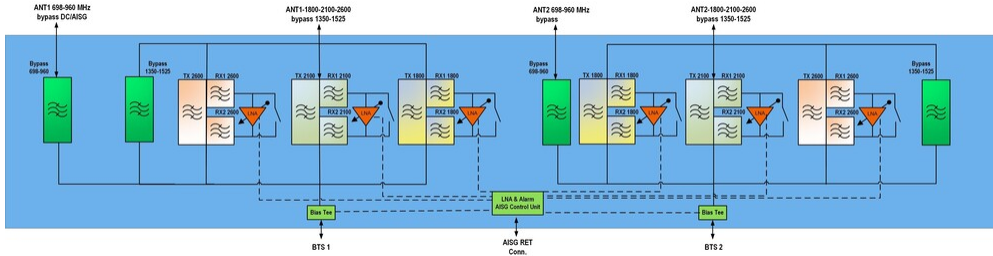 ANT1 698-960 MHz
bypass DC/AISG
ANT1-1800-2100-2600
bypass 1350-1525
ANT2 698-960 MHz
bypass
ANT2-1800-2100-2600
bypass 1350-1525
Bypass
698-960
Bypass
1350-1525
TX 2600 RX1 2600
RX2 2600
LNA
TX 2100 RX1 2100
RX2 2100
LNA
TX 1800 RX1 1800
RX2 1800
LNA
Bypass
698-960
TX 1800 RX1 1800
RX2 1800
LNA
TX 2100 RX1 2100
RX2 2100
LNA
TX 2600 RX1 2600
RX2 2600
LNA
Bypass
1350-1525
LNA & Alarm
AISG Control Unit
Bias Tee
Bias Tee
BTS 1
AISG RET
Conn.
BTS 2